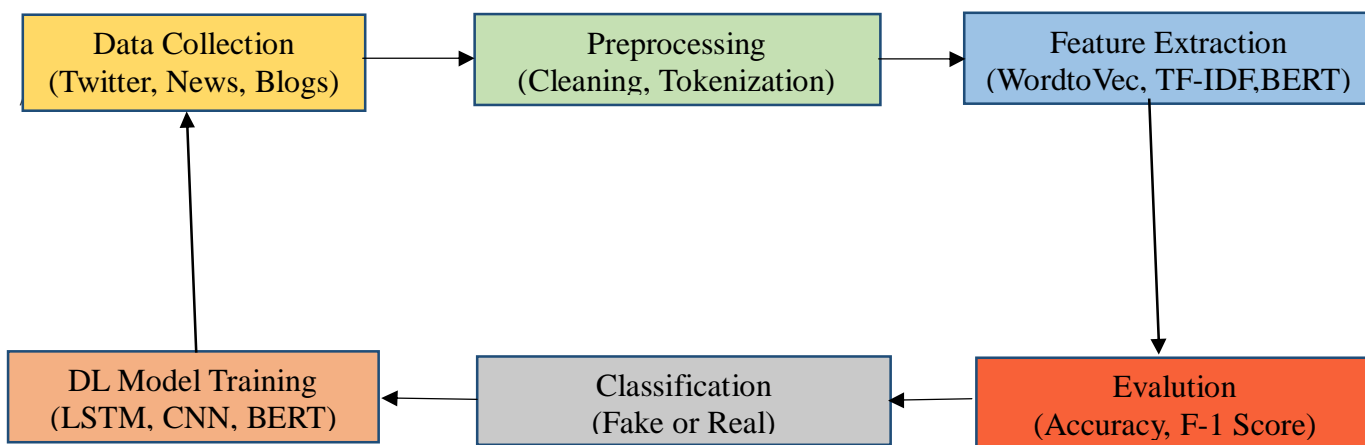 Data Collection
(Twitter, News, Blogs)
Preprocessing
(Cleaning, Tokenization)
Feature Extraction
(WordtoVec, TF-IDF,BERT)
DL Model Training
(LSTM, CNN, BERT)
Classification
(Fake or Real)
Evalution
(Accuracy, F-1 Score)